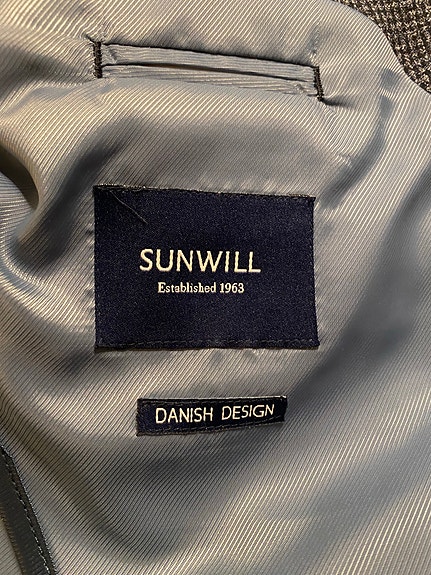 SUNWILL
Established 1963
DANISH DESIGN